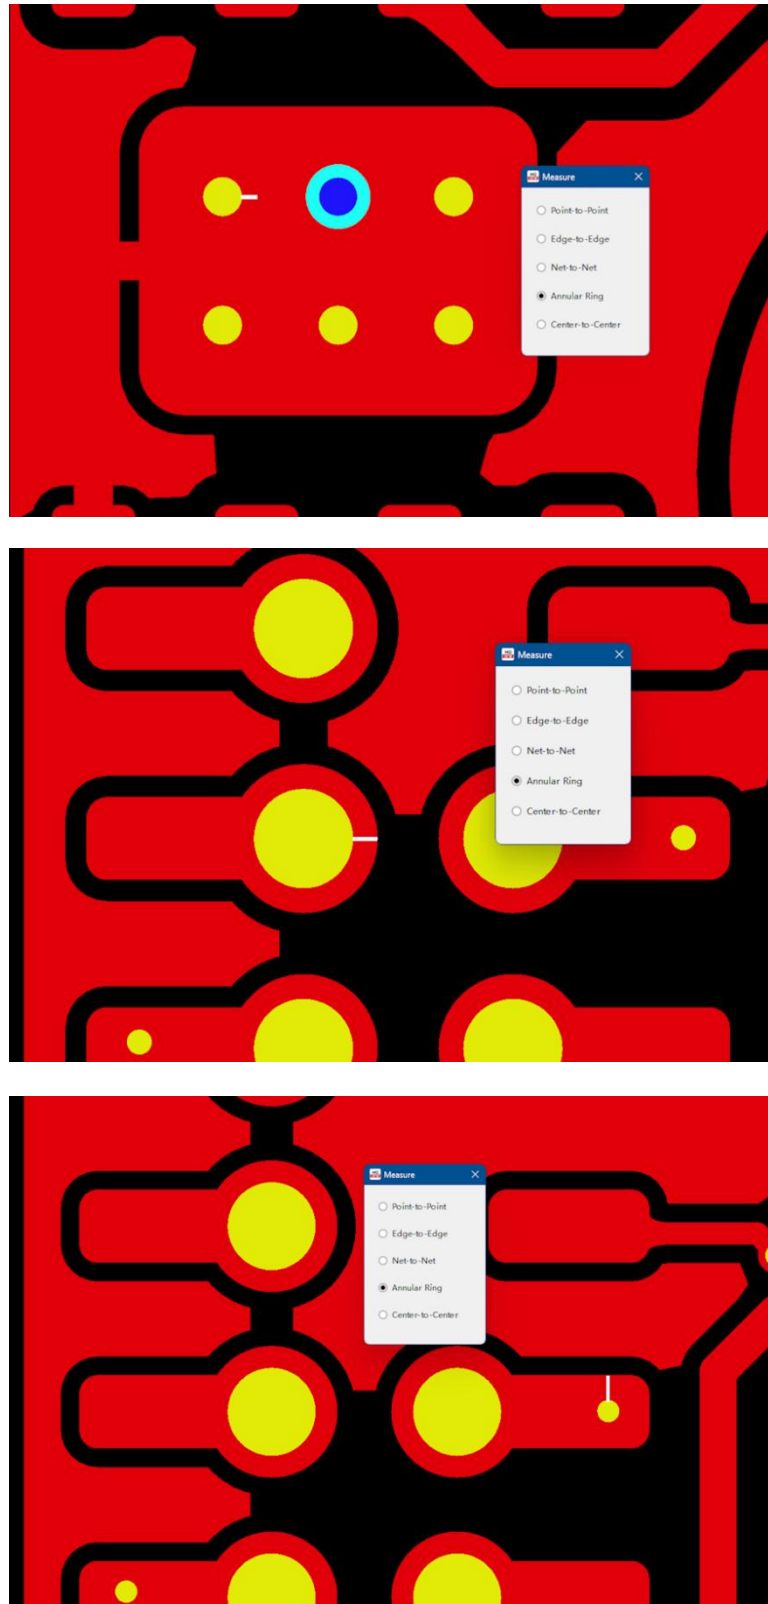 Measure
Point-to-Point
Edge-to-Edge
Net-to-Net
Annular Ring
Center-to-Center
Measure
Point-to-Point
Edge-to-Edge
Net-to-Net
Annular Ring
Center-to-Center
Measure
Point-to-Point
Edge-to-Edge
Net-to-Net
Annular Ring
Center-to-Center